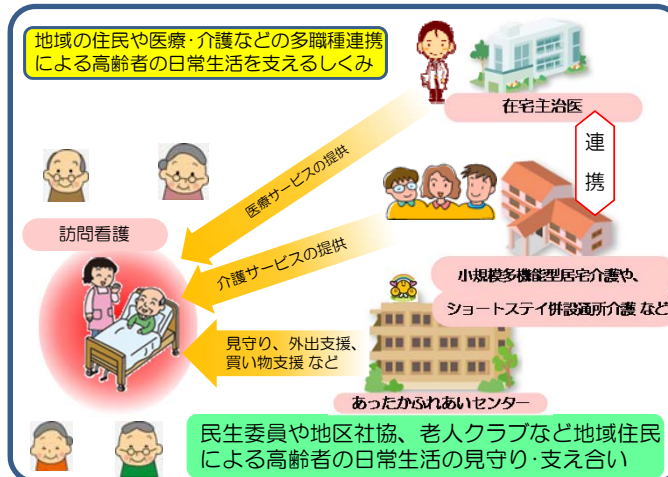 地域の住民や医療・介護などの多職種連携
による高齢者の日常生活を支えるしくみ
在宅主治医
連
携
医療サービスの提供
訪問看護
介護サービスの提供
小規模多機能型居宅介護や、
ショートステイ併設通所介護 など
見守り、外出支援、
買い物支援 など
あったかふれあいセンター
民生委員や地区社協、老人クラブなど地域住民
による高齢者の日常生活の見守り・支え合い